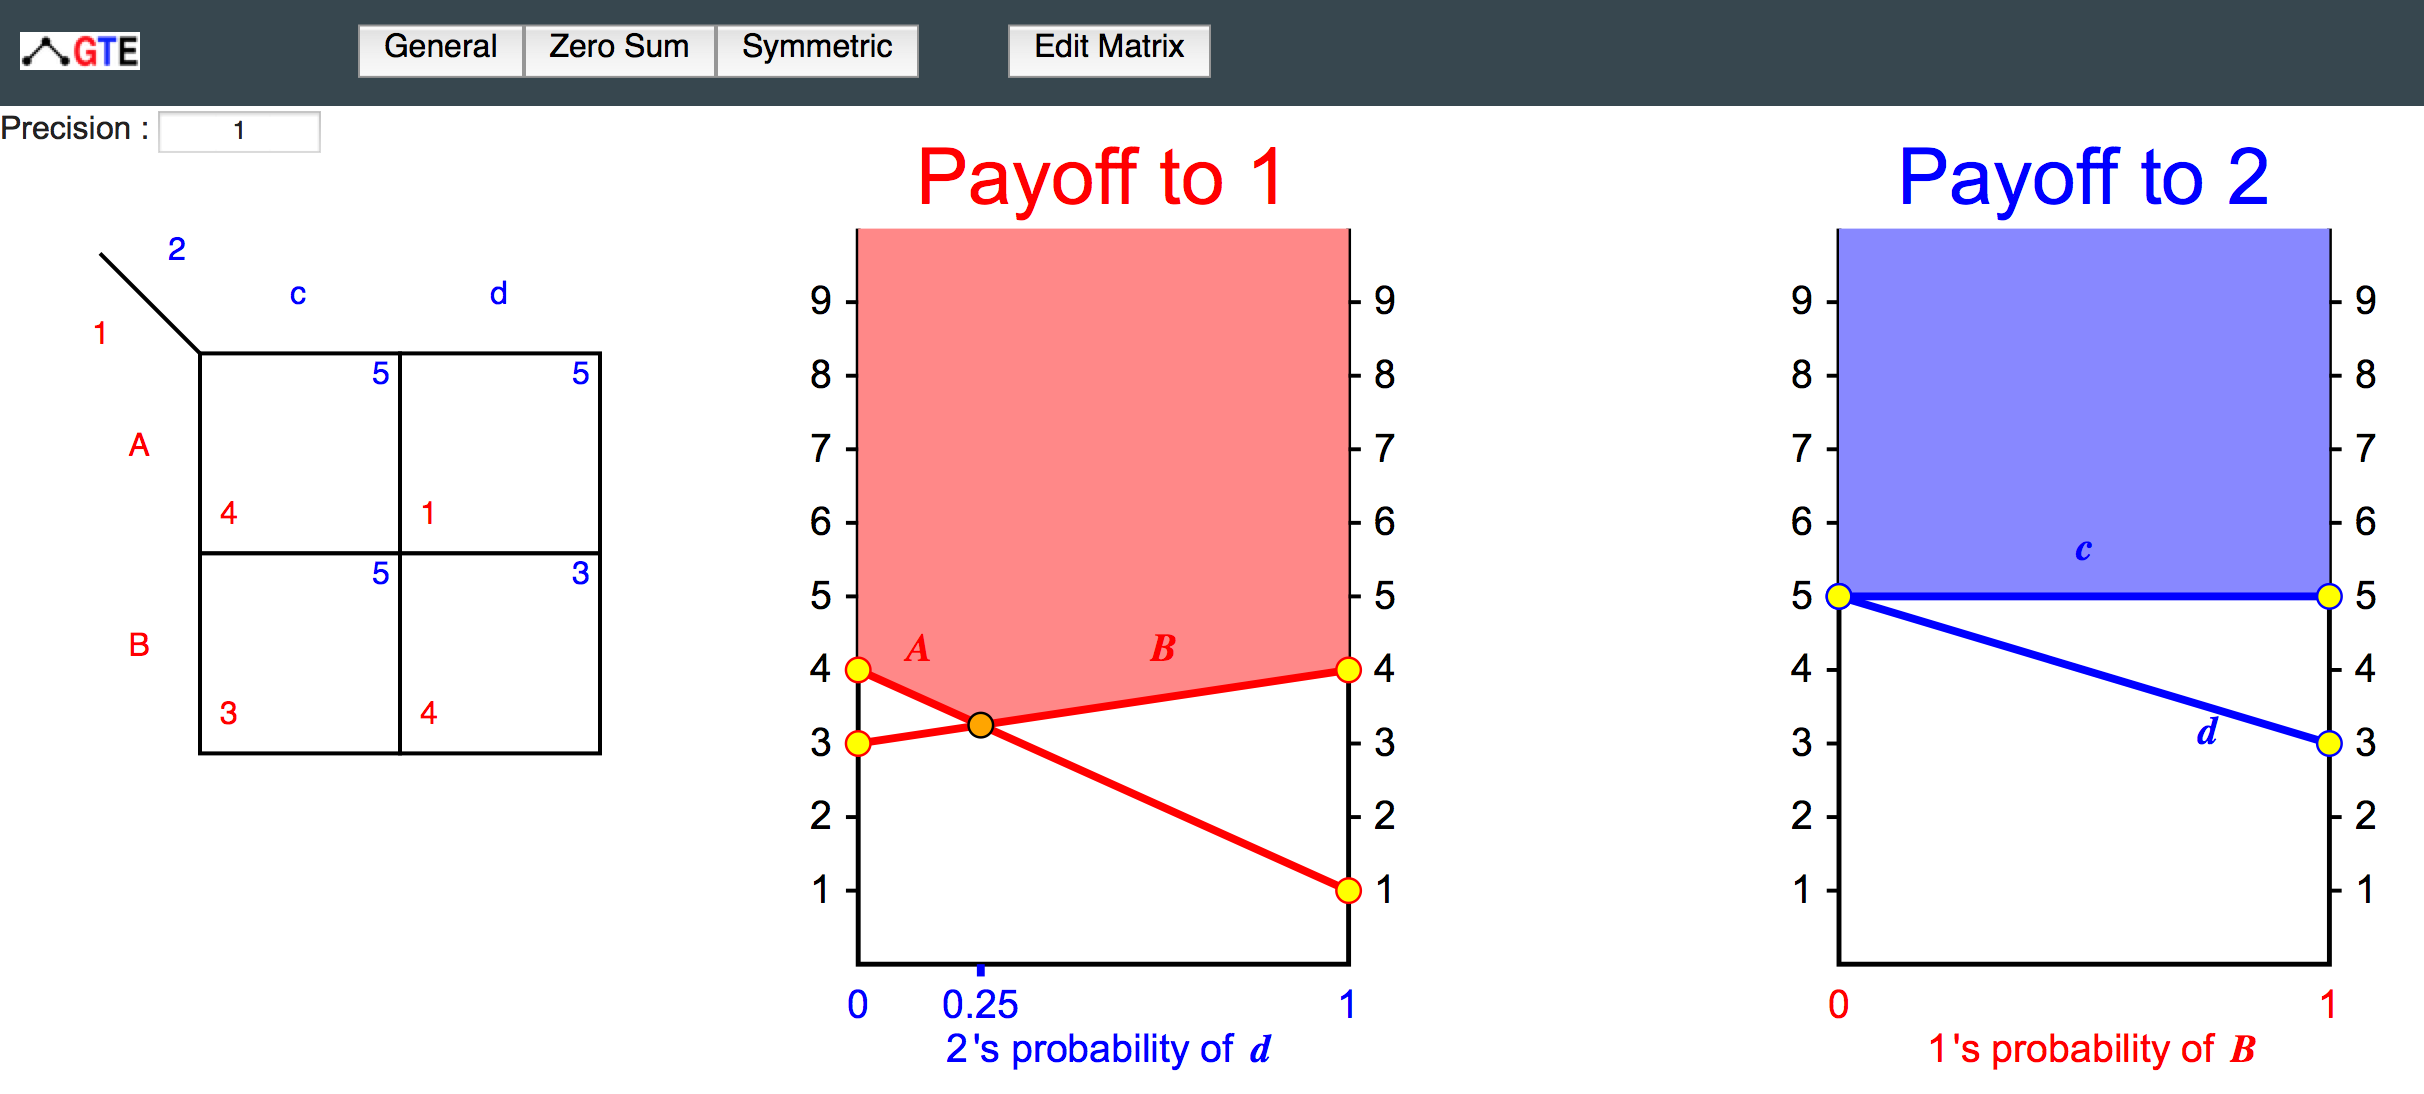 GTE
General Zero Sum Symmetric Edit Matrix
Precision : 1
Payoff to 1
Payoff to 2
2
c d
1
5 5
A
4 1
5 3
B
3 4
9 9
8 8
7 7
6 6
5 5
A B
4 4
3 3
2 2
1 1
0 0.25 1
2's probability of d
9 9
8 8
7 7
6 6
c
5 5
4 4
d
3 3
2 2
1 1
0 1
1's probability of B